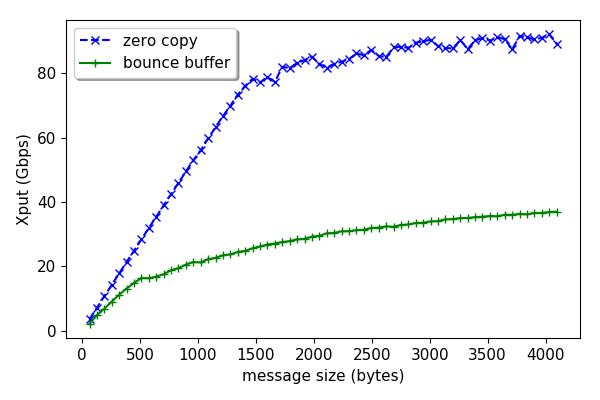 zero copy
bounce buffer
Xput (Gbps)
80
60
40
20
0
0 500 1000 1500 2000 2500 3000 3500 4000
message size (bytes)